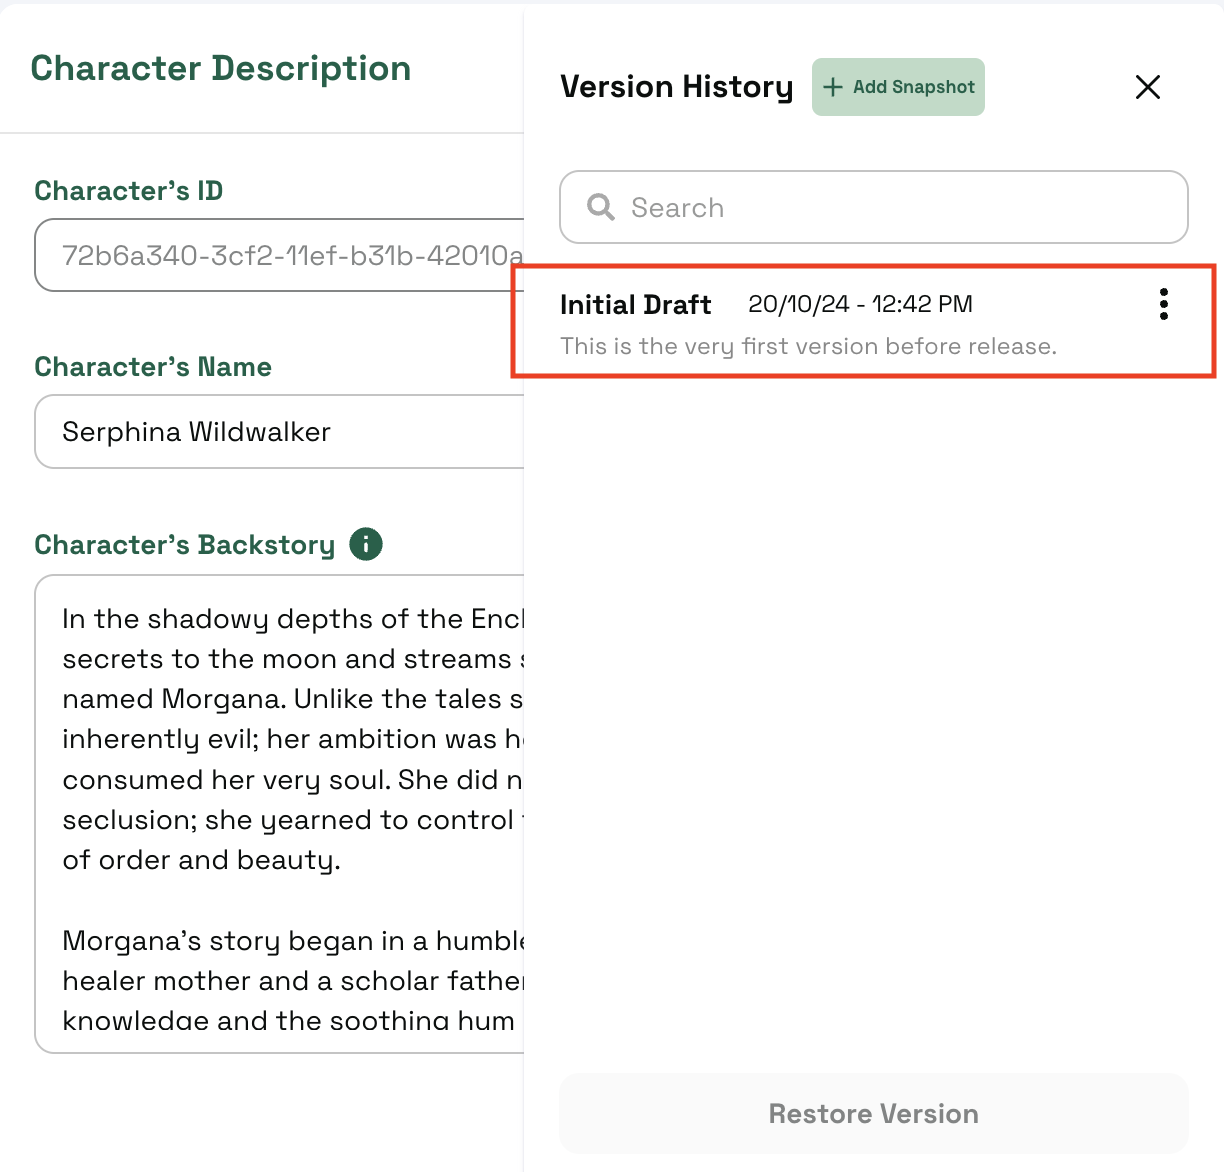 Character Description
Character's ID
72b6a340-3cf2-11ef-b31b-42010a
Character's Name
Serphina Wildwalker
Character's Backstory
In the shadowy depths of the
secrets to the moon and streams
named Morgana. Unlike the tales
inherently evil; her ambition was
consumed her very soul. She did
seclusion; she yearned to control
of order and beauty.
Morgana's story began in a
healer mother and a scholar father
knowledge and the soothing hum
Version History
+ Add Snapshot
Search
Initial Draft 20/10/24 - 12:42 PM
This is the very first version before release.
Restore Version